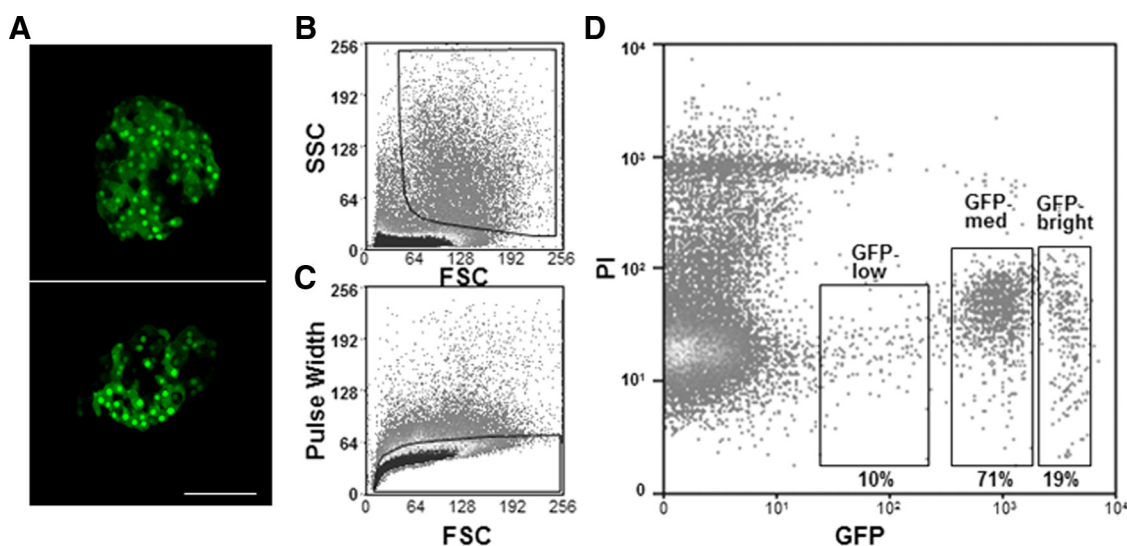 A
B
C
D
256
192
128
64
0
SSC
0
64
128
192
256
FSC
256
192
128
64
0
Pulse Width
0
64
128
192
256
FSC
10⁴
10³
10²
10¹
0
PI
GFP-
low
GFP-
med
GFP-
bright
10%
71%
19%
0
10¹
10²
10³
10⁴
GFP